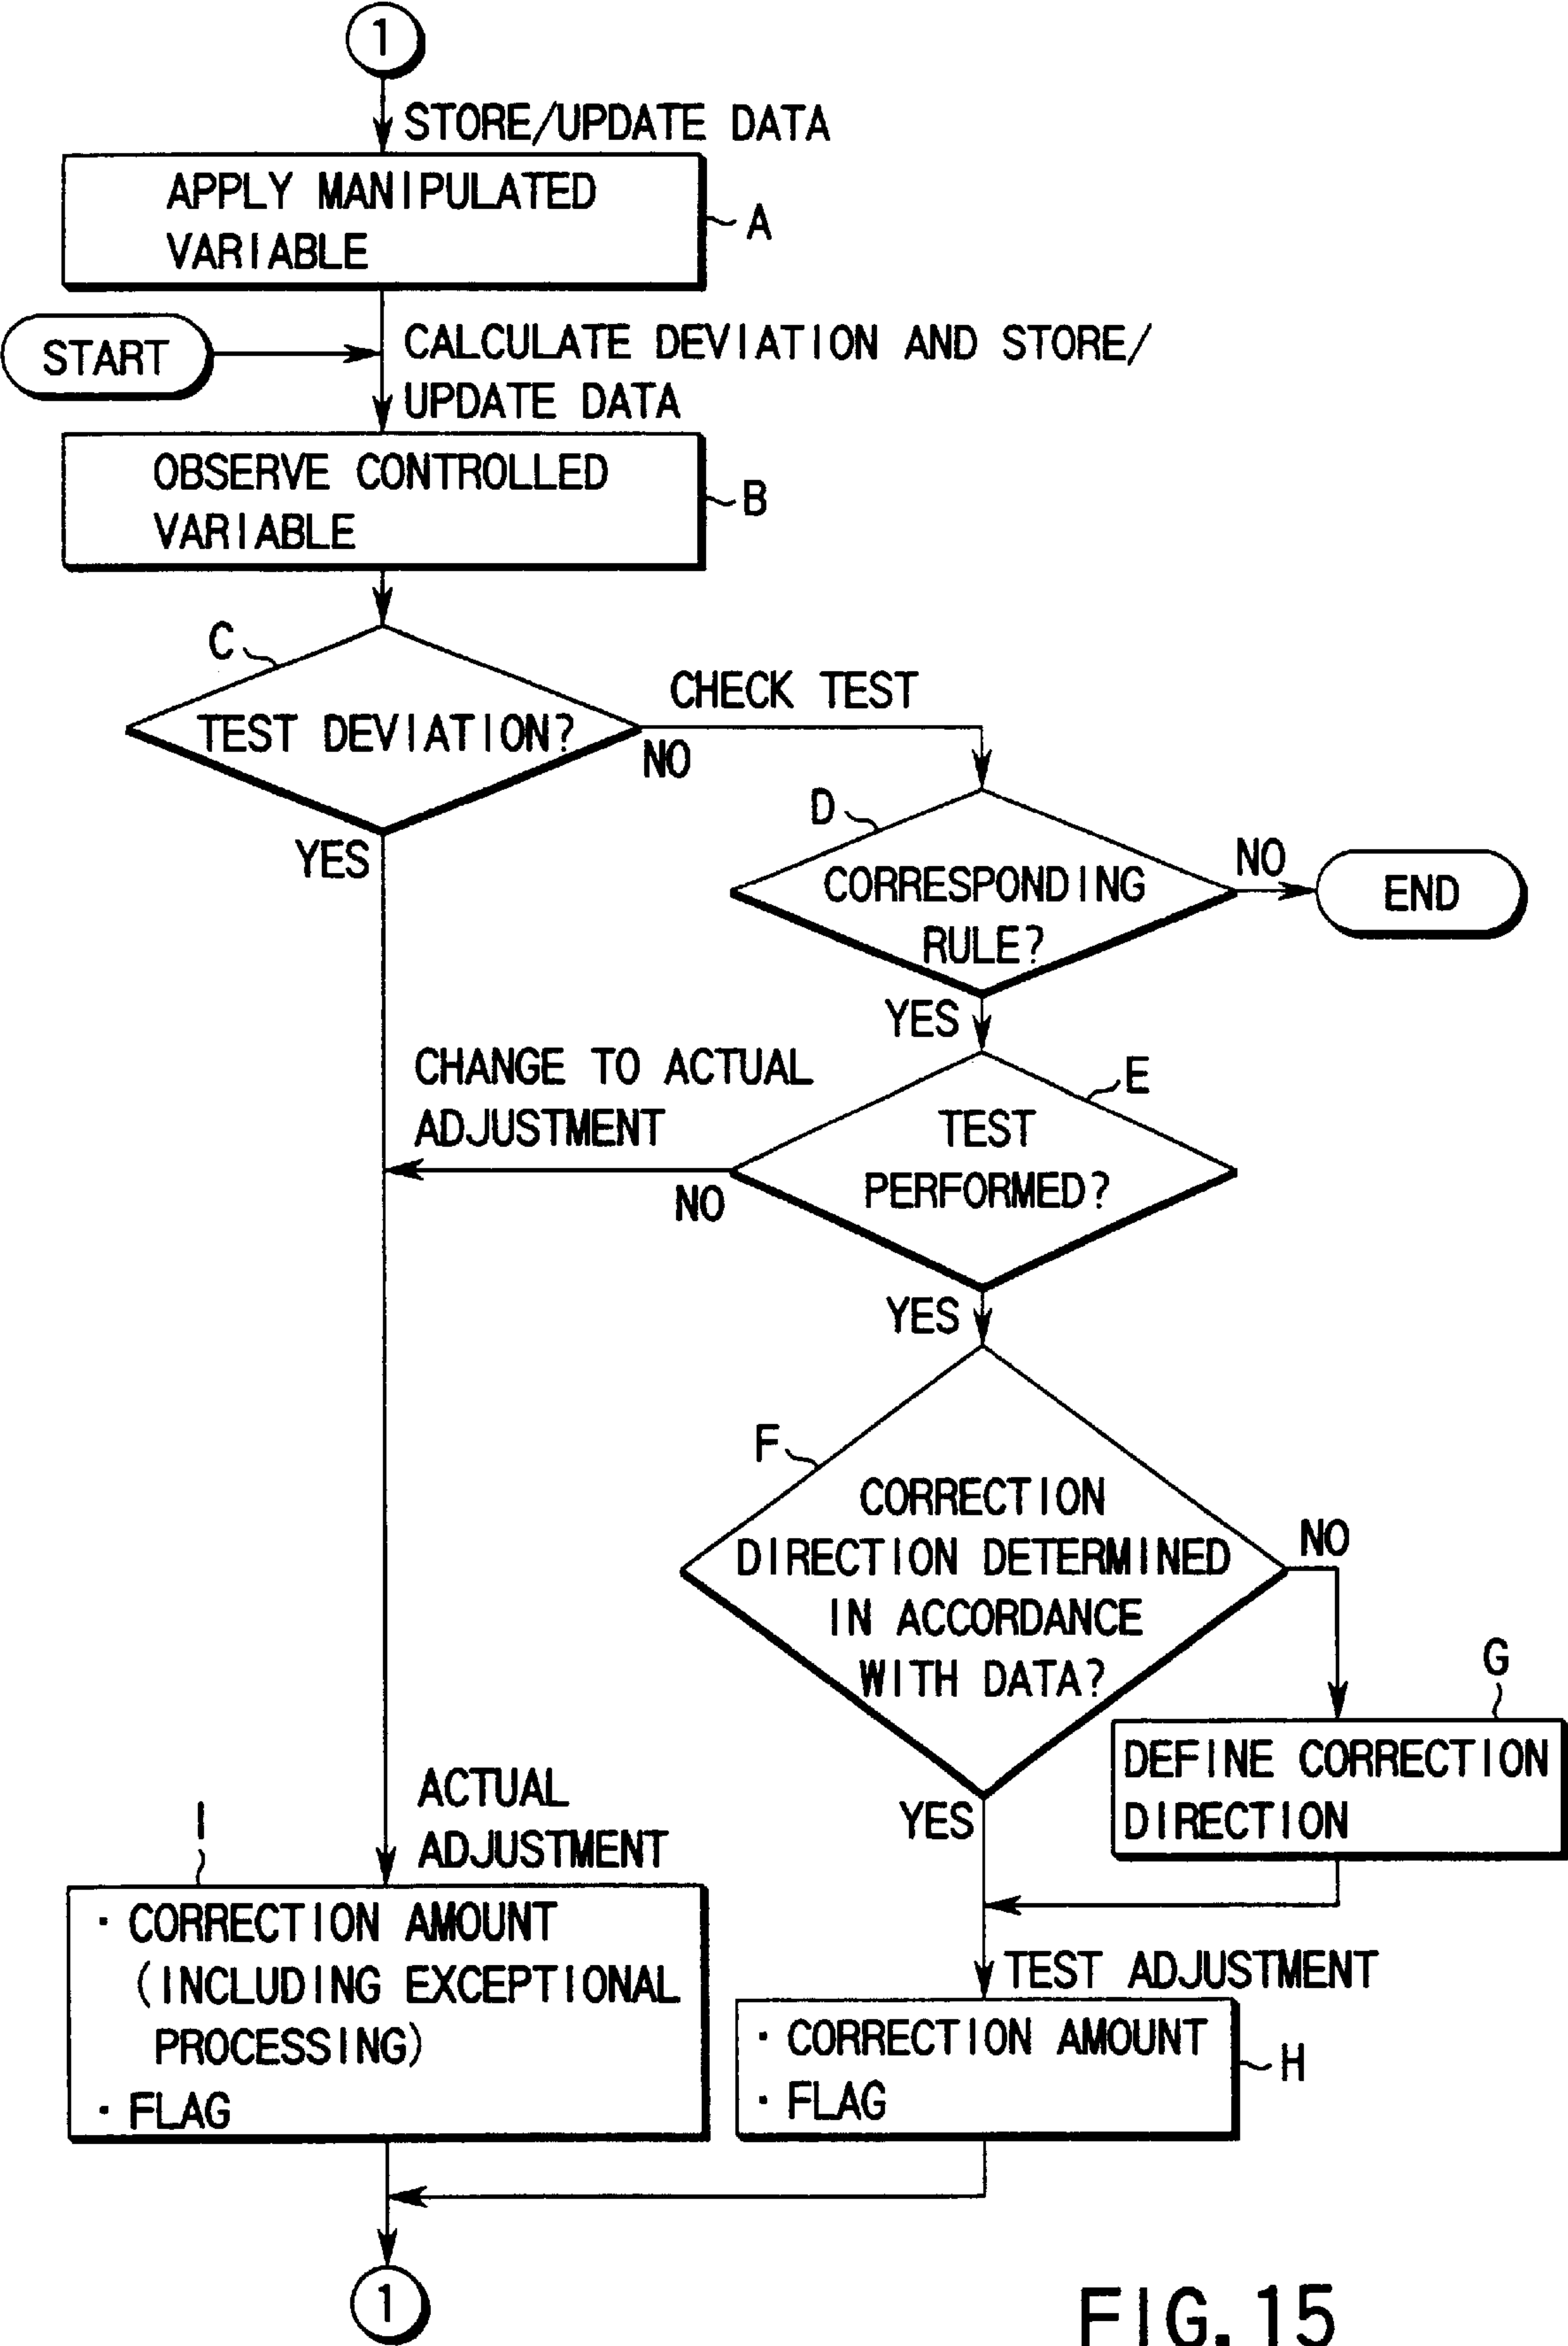 1
STORE/UPDATE DATA
APPLY MANIPULATED
VARIABLE
A
START
CALCULATE DEVIATION AND STORE/
UPDATE DATA
OBSERVE CONTROLLED
VARIABLE
B
C
TEST DEVIATION?
CHECK TEST
NO
YES
D
CORRESPONDING
RULE?
NO
END
YES
CHANGE TO ACTUAL
ADJUSTMENT
E
TEST
PERFORMED?
NO
YES
F
CORRECTION
DIRECTION DETERMINED
IN ACCORDANCE
WITH DATA?
NO
YES
G
DEFINE CORRECTION
DIRECTION
ACTUAL
ADJUSTMENT
I
· CORRECTION AMOUNT
(INCLUDING EXCEPTIONAL
PROCESSING)
· FLAG
TEST ADJUSTMENT
· CORRECTION AMOUNT
· FLAG
H
1
FIG. 15